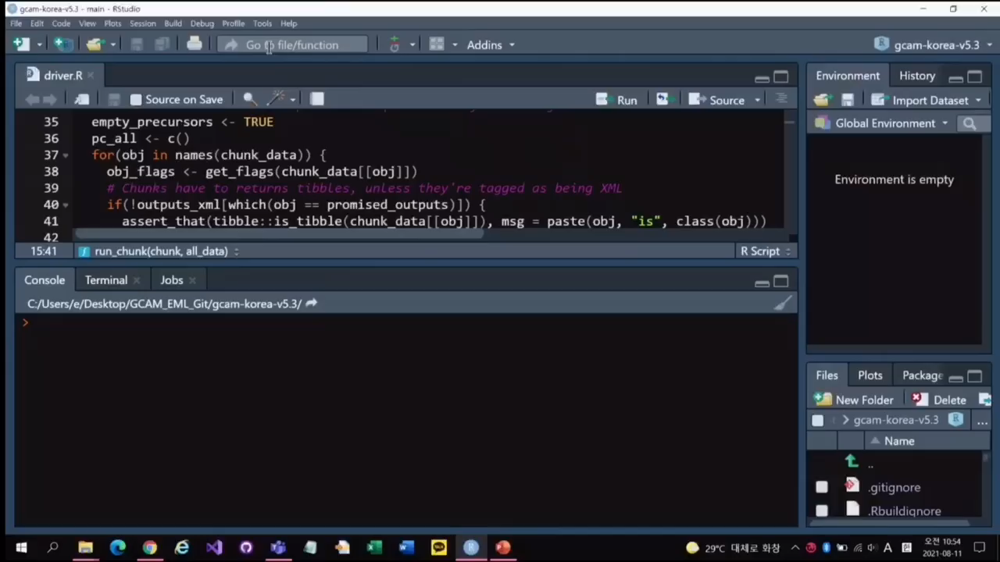 gcam-korea-v5.3 - main - RStudio
File Edit Code View Plots Session Build Debug Profile Tools Help
Go to file/function Addins gcam-korea-v5.3
driver.R
Source on Save Run Source
35 empty_precursors <- TRUE
36 pc_all <- c()
37 for(obj in names(chunk_data)) {
38 obj_flags <- get_flags(chunk_data[[obj]])
39 # Chunks have to returns tibbles, unless they're tagged as being XML
40 if(!outputs_xml[which(obj == promised_outputs)]) {
41 assert_that(tibble::is_tibble(chunk_data[[obj]]), msg = paste(obj, "is", class(obj)))
42
15:41 run_chunk(chunk, all_data) R Script
Console Terminal Jobs
C:/Users/e/Desktop/GCAM_EML_Git/gcam-korea-v5.3/
>
Environment History
Import Dataset
Global Environment
Environment is empty
Files Plots Package
New Folder Delete
gcam-korea-v5.3 ...
Name
..
.gitignore
.Rbuildignore
29°C 대체로 화창 A 오전 10:54
2021-08-11